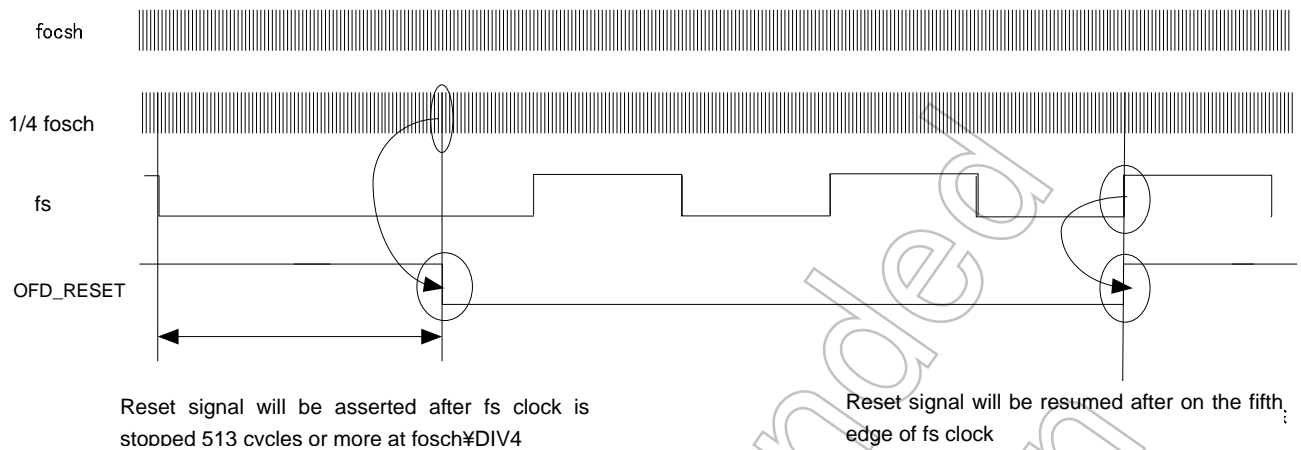 focsh
1/4 fosch
fs
OFD_RESET
Reset signal will be asserted after fs clock is
stopped 513 cycles or more at fosch¥DIV4
Reset signal will be resumed after on the fifth
edge of fs clock